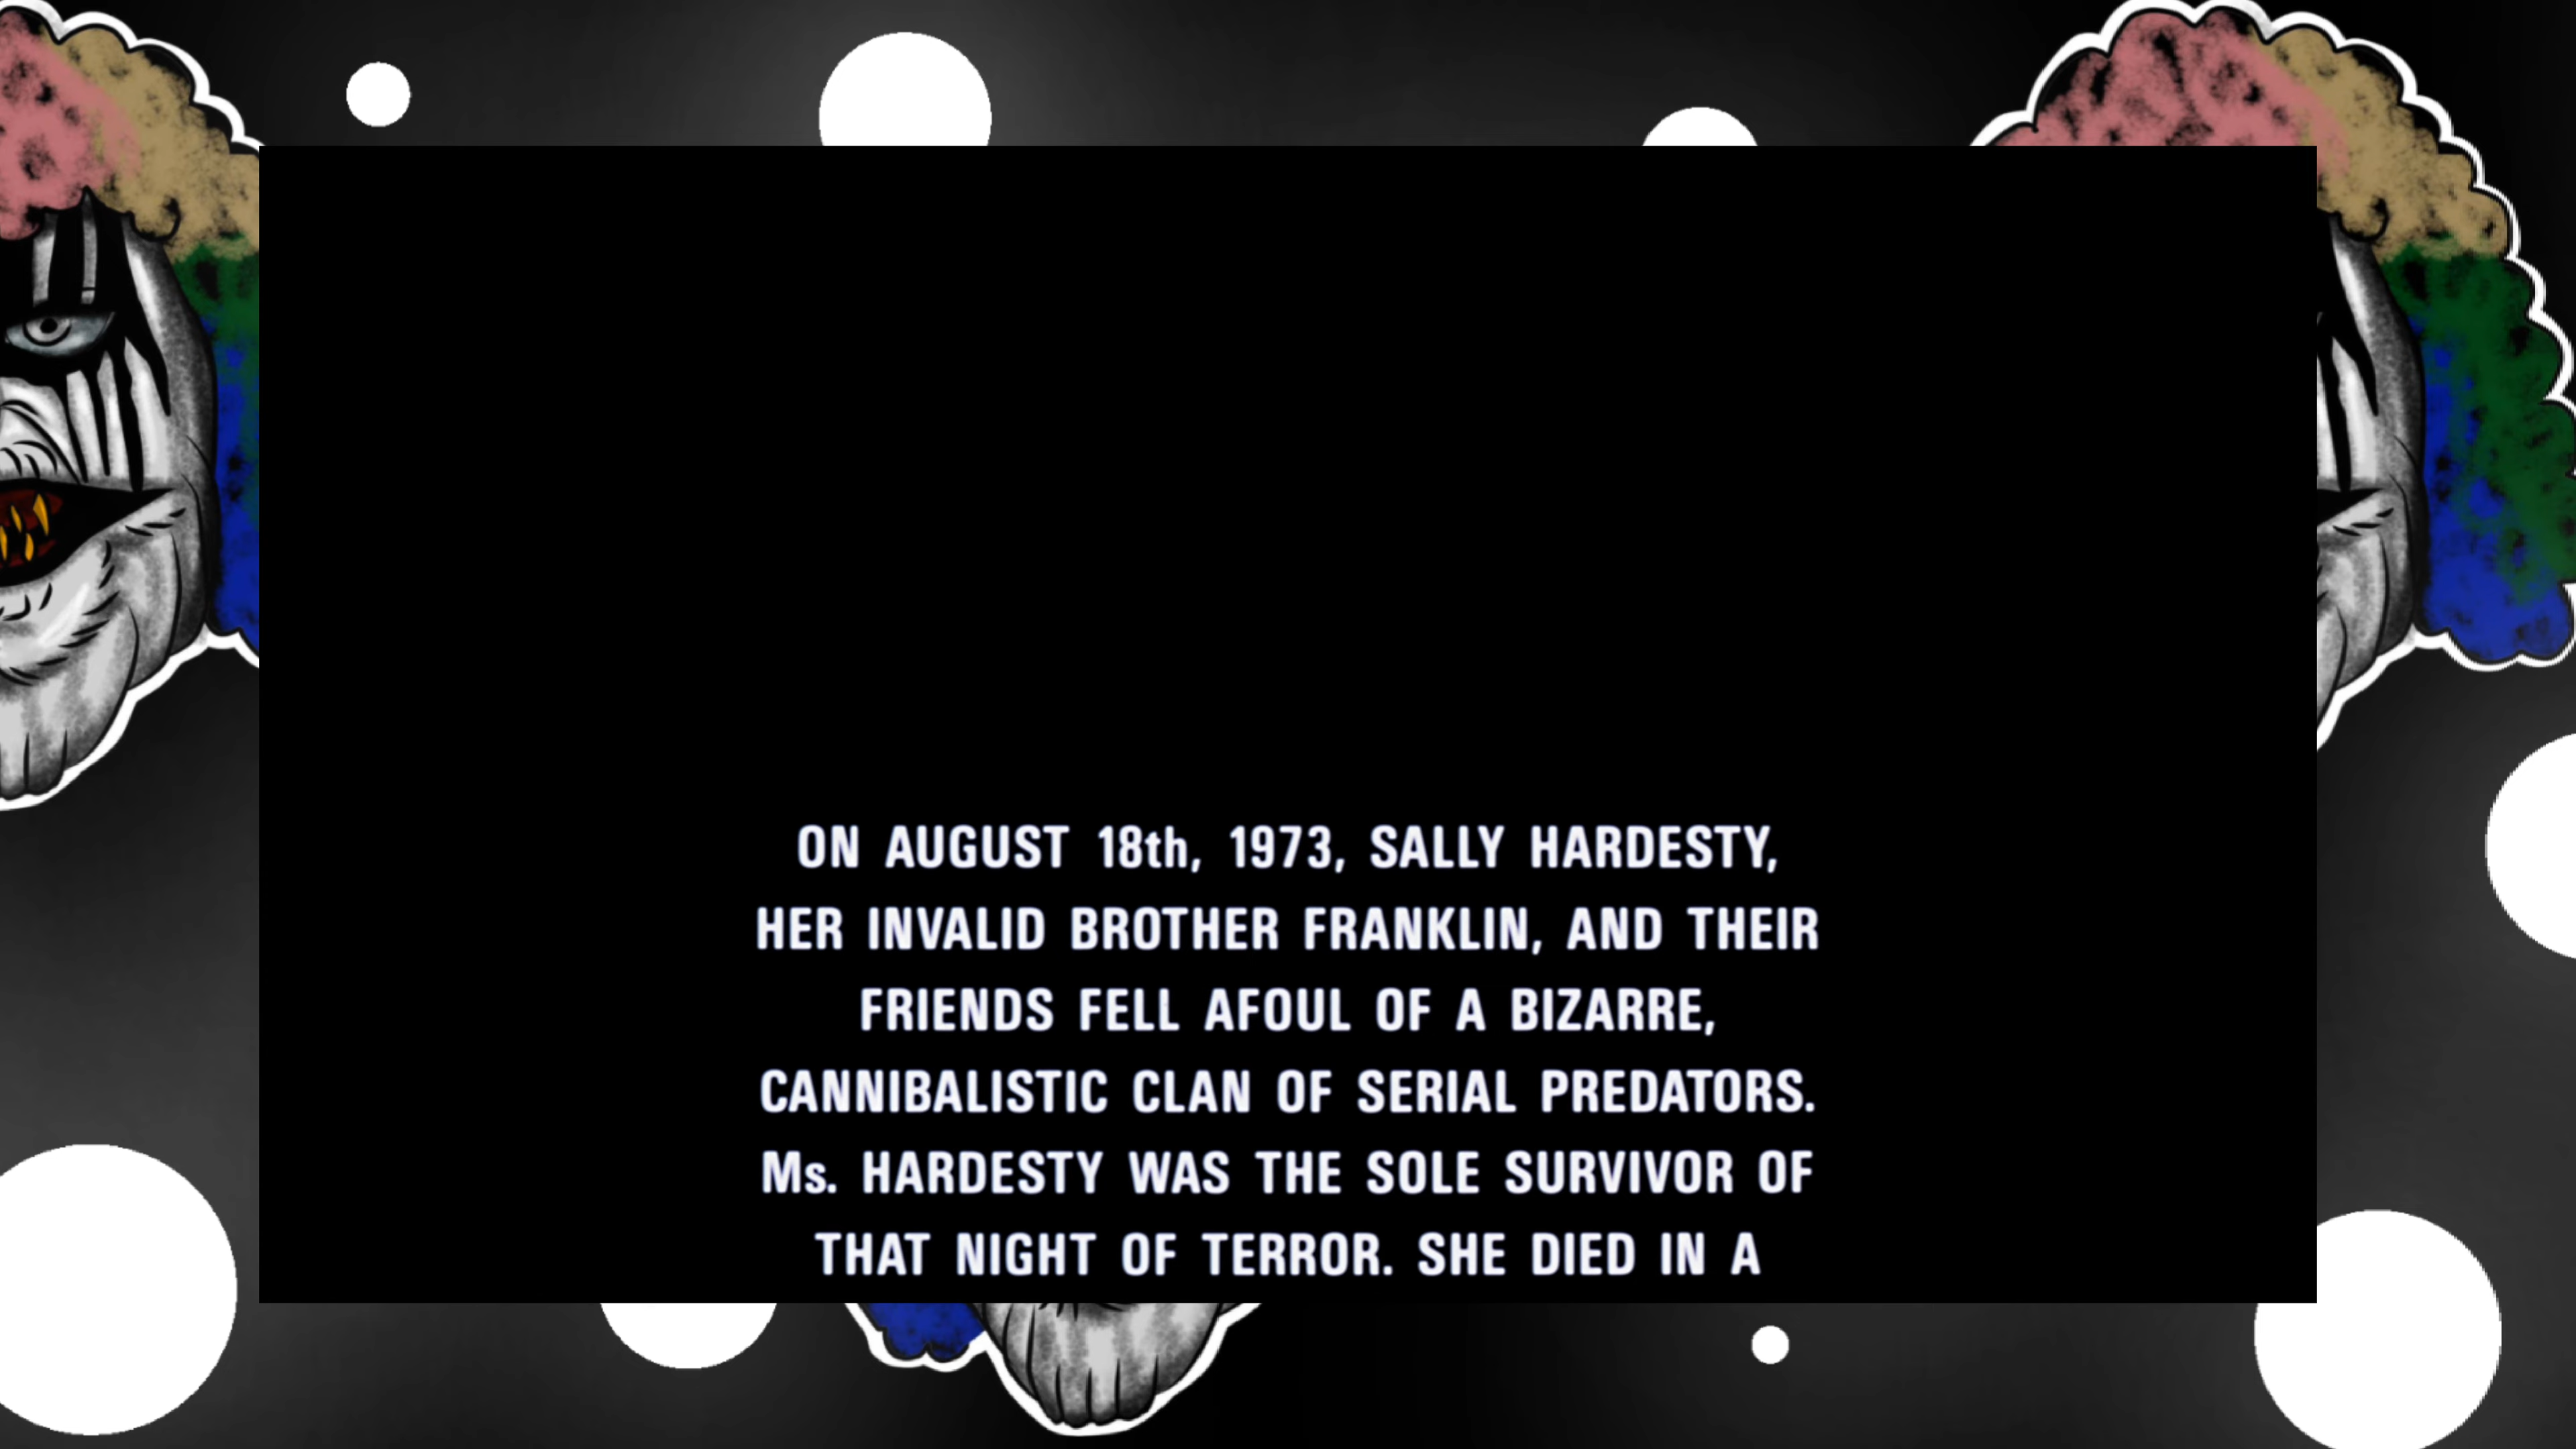 ON AUGUST 18th, 1973, SALLY HARDESTY,
HER INVALID BROTHER FRANKLIN, AND THEIR
FRIENDS FELL AFOUL OF A BIZARRE,
CANNIBALISTIC CLAN OF SERIAL PREDATORS.
Ms. HARDESTY WAS THE SOLE SURVIVOR OF
THAT NIGHT OF TERROR. SHE DIED IN A